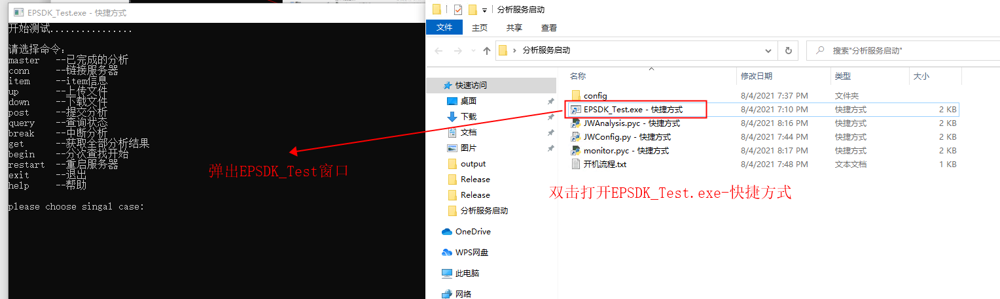 EPSDK_Test.exe - 快捷方式
开始测试................
请选择命令:
master --已完成的分析
conn --链接服务器
item --item信息
up --上传文件
down --下载文件
post --提交分析
query --查询状态
break --中断分析
get --获取全部分析结果
begin --分次查找开始
restart --重启服务器
exit --退出
help --帮助
please choose singal case:
弹出EPSDK_Test窗口
分析服务启动
文件 主页 共享 查看
分析服务启动
搜索"分析服务启动"
快速访问
桌面
下载
文档
图片
output
Release
Release
分析服务启动
OneDrive
WPS网盘
此电脑
网络
名称 修改日期 类型 大小
config 8/4/2021 7:37 PM 文件夹
EPSDK_Test.exe - 快捷方式 8/4/2021 7:10 PM 快捷方式 2 KB
JWAnalysis.pyc - 快捷方式 8/4/2021 8:16 PM 快捷方式 2 KB
JWConfig.py - 快捷方式 8/4/2021 7:44 PM 快捷方式 2 KB
monitor.pyc - 快捷方式 8/4/2021 8:17 PM 快捷方式 2 KB
开机流程.txt 8/4/2021 7:48 PM 文本文档 1 KB
双击打开EPSDK_Test.exe-快捷方式